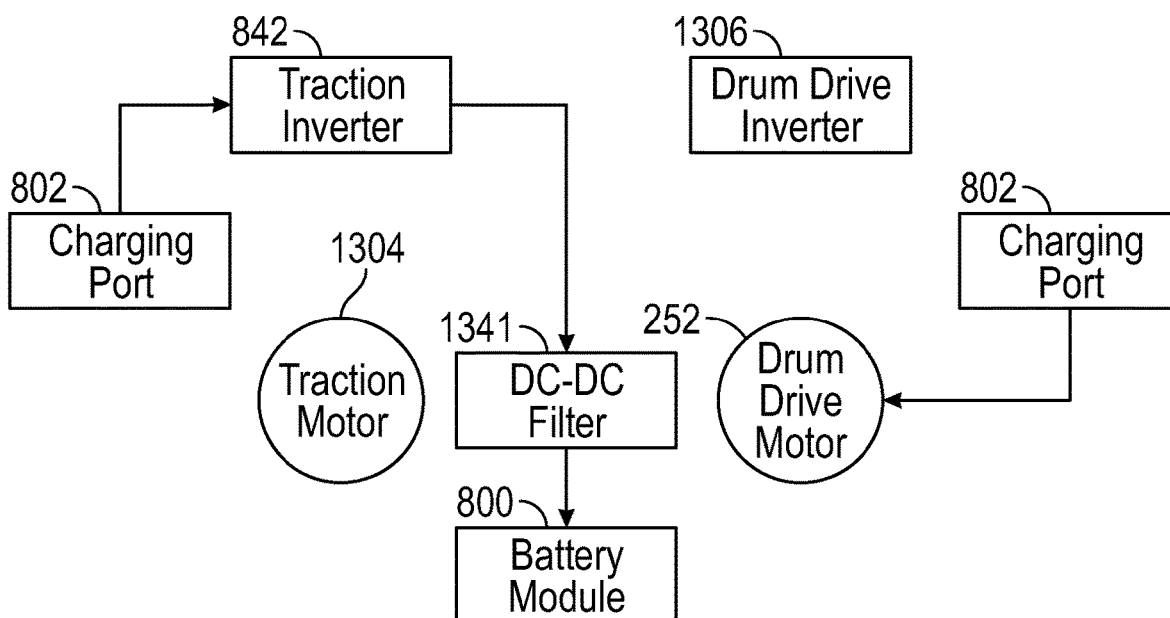 842
Traction
Inverter
1306
Drum Drive
Inverter
802
Charging
Port
802
Charging
Port
1304
Traction
Motor
1341
DC-DC
Filter
252
Drum
Drive
Motor
800
Battery
Module